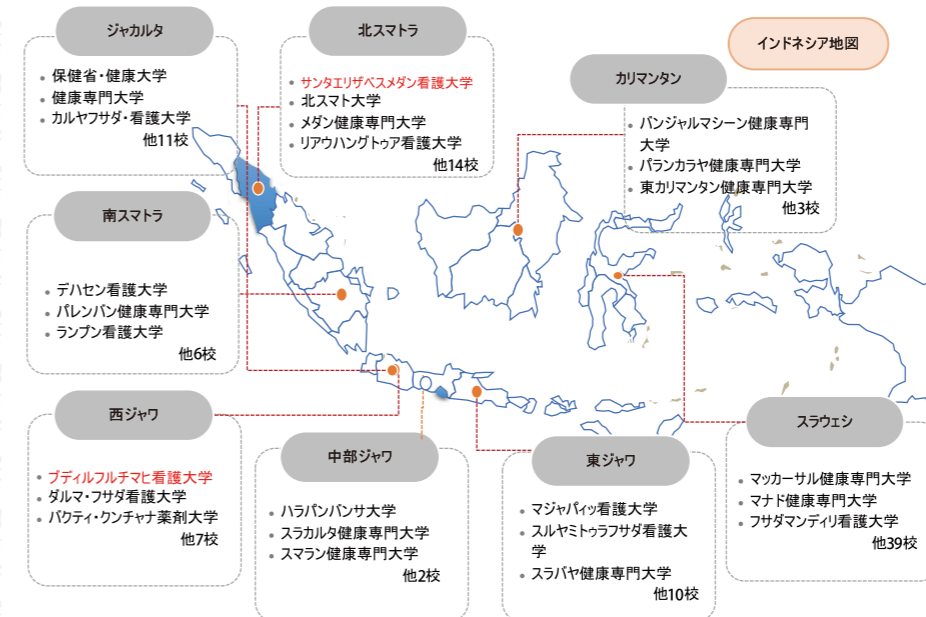 ジャカルタ
保健省・健康大学
健康専門大学
カルヤフサダ・看護大学
他11校
北スマトラ
サンタエリザベスメダン看護大学
北スマト大学
メダン健康専門大学
リアウハングトゥア看護大学
他14校
インドネシア地図
カリマンタン
バンジャルマシーン健康専門
大学
パランカラヤ健康専門大学
東カリマンタン健康専門大学
他3校
南スマトラ
デハセン看護大学
パレンバン健康専門大学
ランプン看護大学
他6校
西ジャワ
ブディルフルチマヒ看護大学
ダルマ・フサダ看護大学
バクティ・クンチャナ薬剤大学
他7校
中部ジャワ
ハラパンバンサ大学
スラカルタ健康専門大学
スマラン健康専門大学
他2校
東ジャワ
マジャパィッ看護大学
スルヤミトゥラフサダ看護大
学
スラバヤ健康専門大学
他10校
スラウェシ
マッカーサル健康専門大学
マナド健康専門大学
フサダマンディリ看護大学
他39校